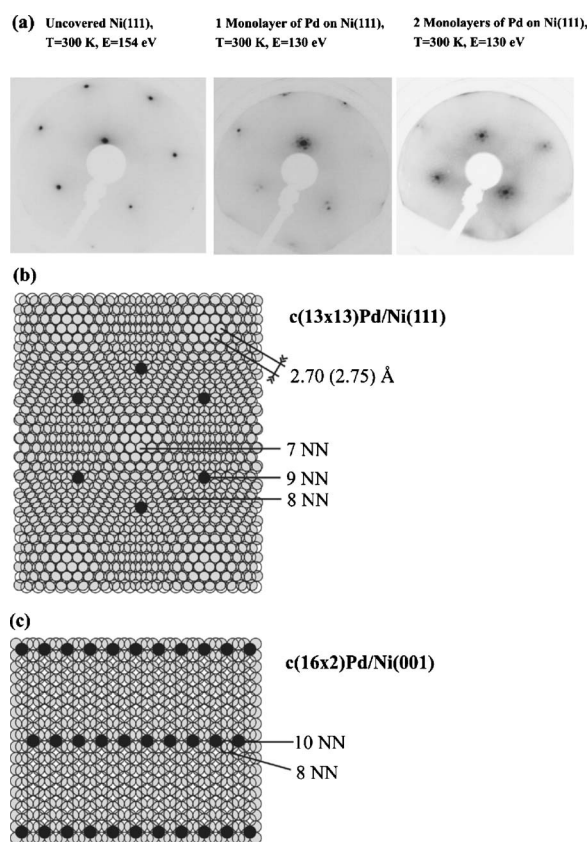 (a)
Uncovered Ni(111),
T=300 K, E=154 eV
1 Monolayer of Pd on Ni(111),
T=300 K, E=130 eV
2 Monolayers of Pd on Ni(111),
T=300 K, E=130 eV
(b)
c(13x13)Pd/Ni(111)
2.70 (2.75) Å
7 NN
9 NN
8 NN
(c)
c(16x2)Pd/Ni(001)
10 NN
8 NN